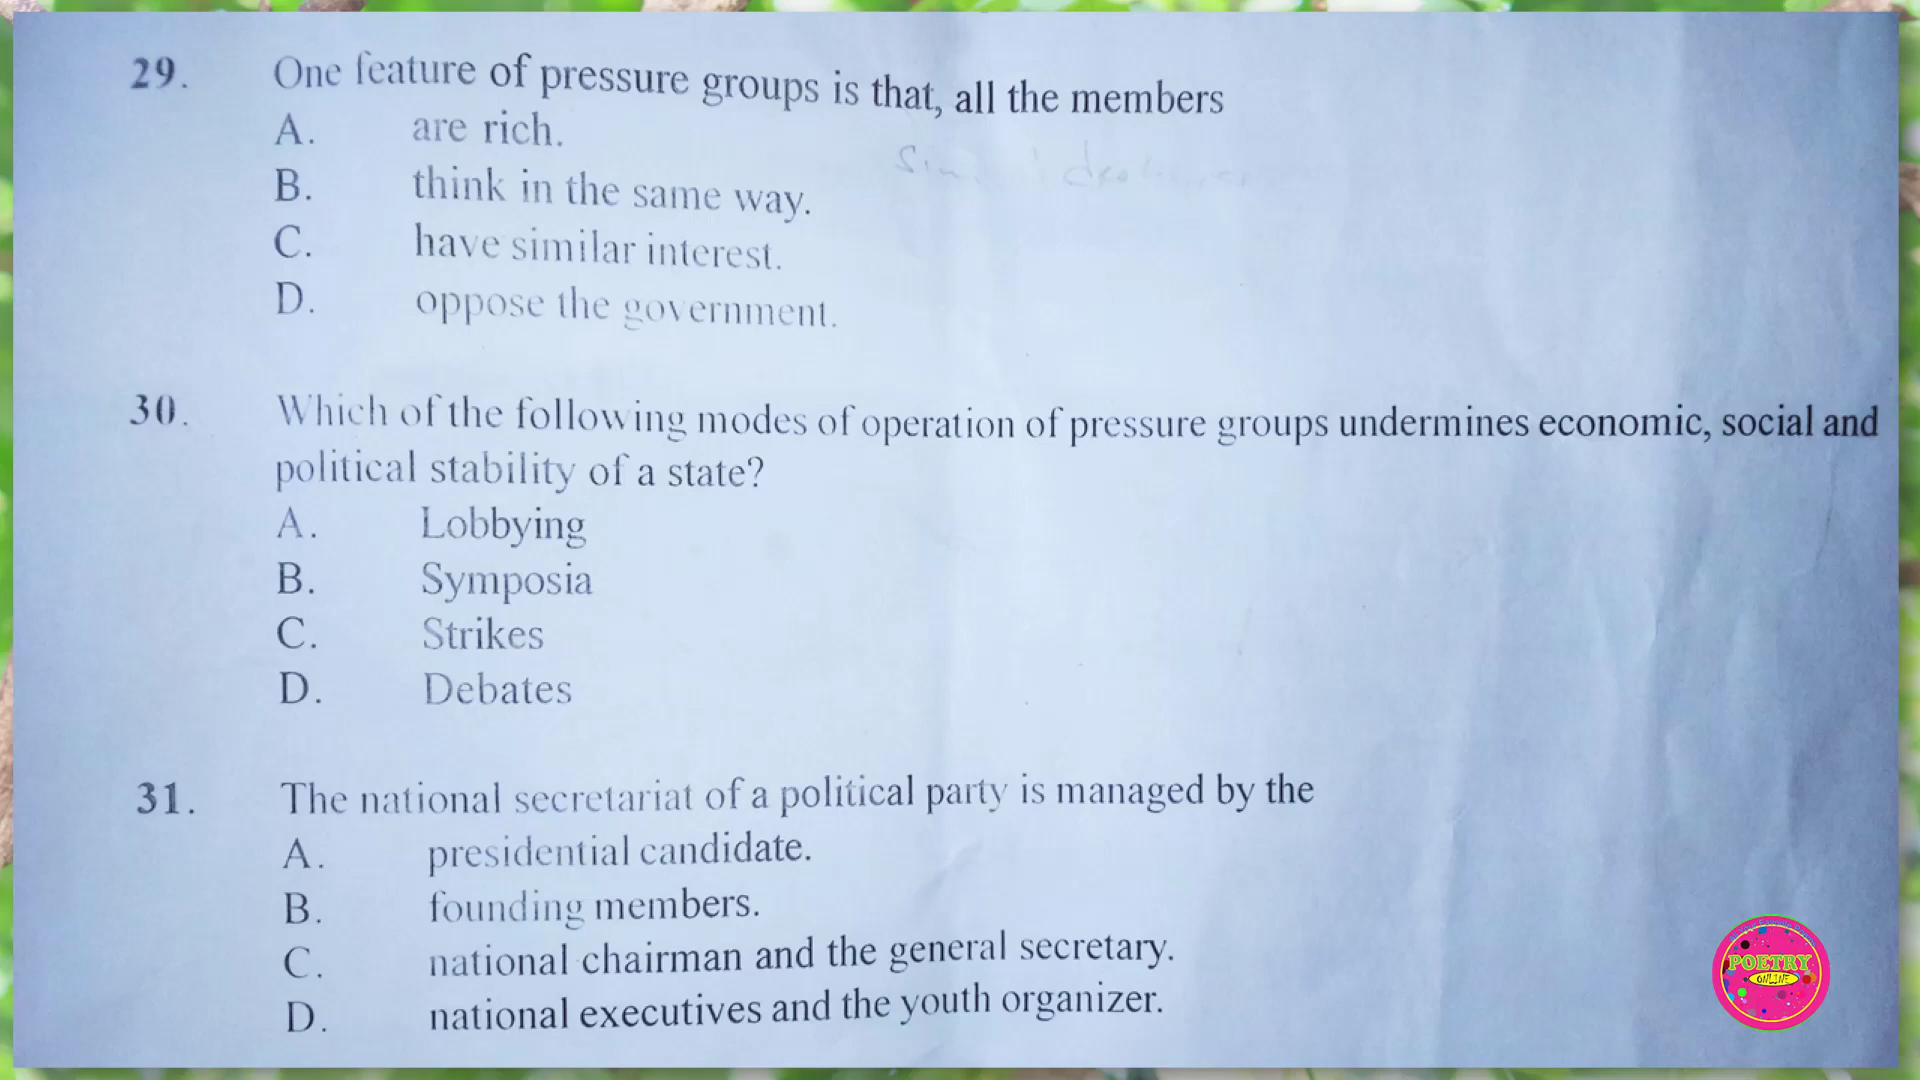 29. One feature of pressure groups is that, all the members
A. are rich.
B. think in the same way.
C. have similar interest.
D. oppose the government.
30. Which of the following modes of operation of pressure groups undermines economic, social and
political stability of a state?
A. Lobbying
B. Symposia
C. Strikes
D. Debates
31. The national secretariat of a political party is managed by the
A. presidential candidate.
B. founding members.
C. national chairman and the general secretary.
D. national executives and the youth organizer.
POETRY
ONLINE